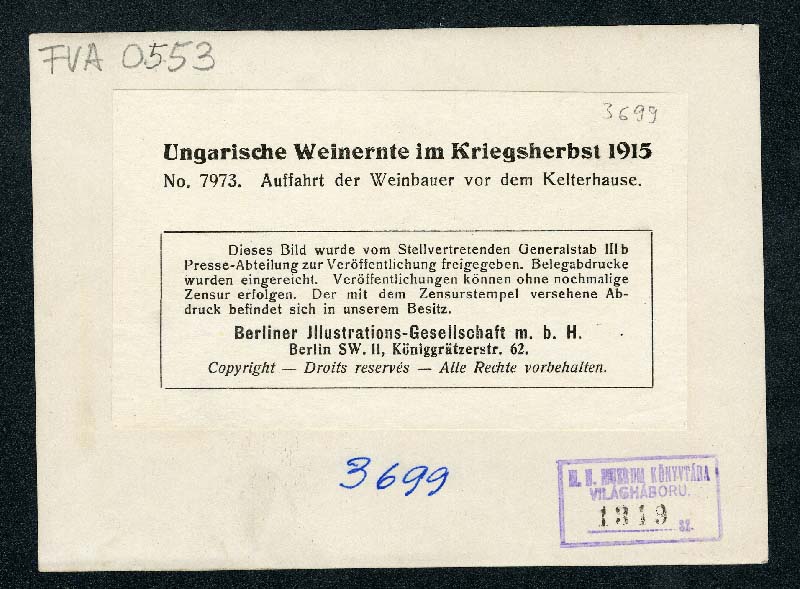 FVA 0553
3699
Ungarische Weinernte im Kriegsherbst 1915
No. 7973. Auffahrt der Weinbauer vor dem Kelterhause.
Dieses Bild wurde vom Stellvertretenden Generalstab IIIb
Presse-Abteilung zur Veröffentlichung freigegeben. Belegabdrucke
wurden eingereicht. Veröffentlichungen können ohne nochmalige
Zensur erfolgen. Der mit dem Zensurstempel versehene Ab-
druck befindet sich in unserem Besitz.
Berliner Jllustrations-Gesellschaft m. b. H.
Berlin SW. 11, Königgrätzerstr. 62.
Copyright — Droits reservés — Alle Rechte vorbehalten.
3699
KÖNYVTÁRA
VILÁGHÁBORU.
1319 sz.